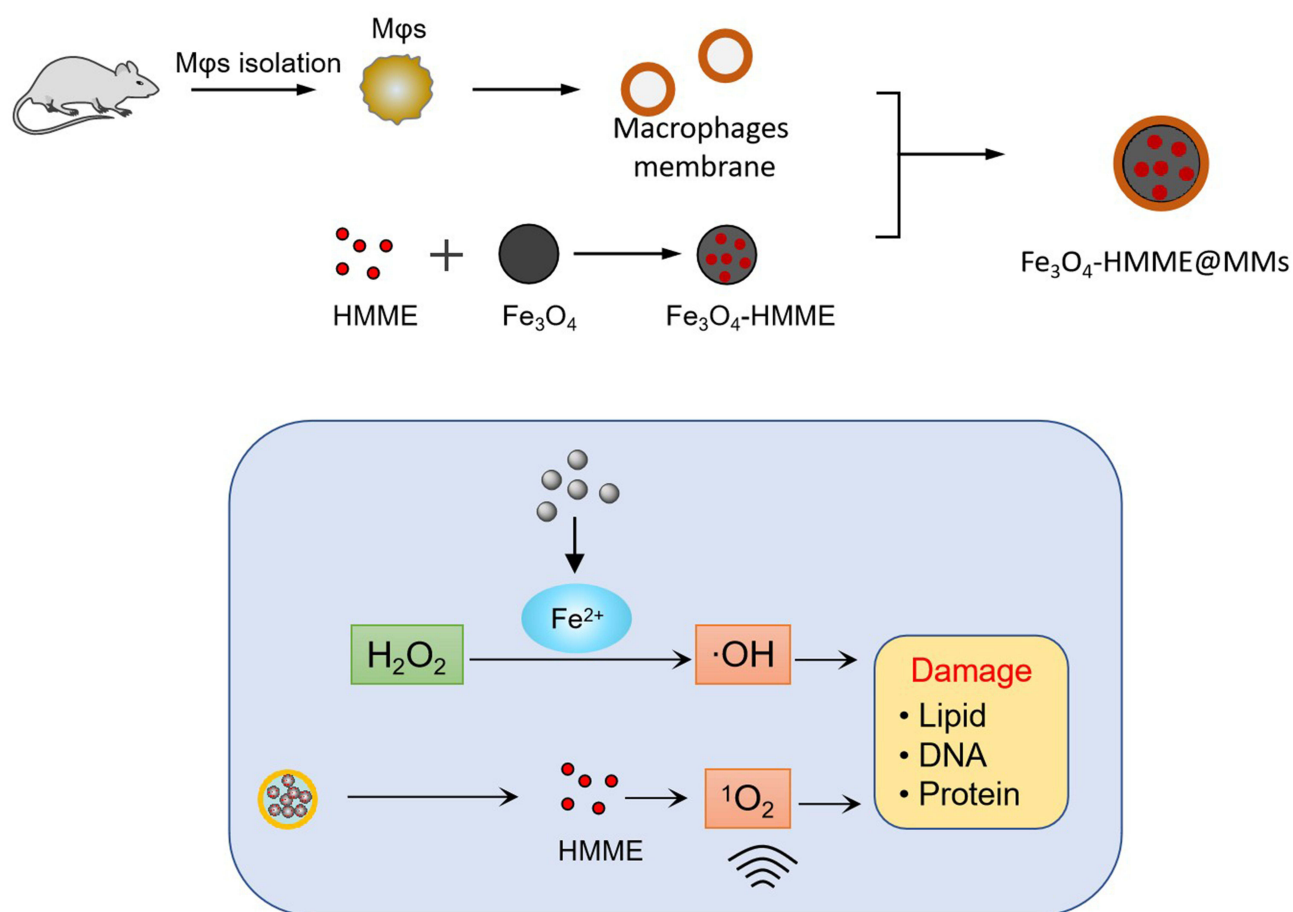 Mφs
Mφs isolation
Macrophages
membrane
Fe₃O₄-HMME@MMs
+
HMME
Fe₃O₄
Fe₃O₄-HMME
Fe²⁺
H₂O₂
·OH
Damage
• Lipid
• DNA
• Protein
¹O₂
HMME